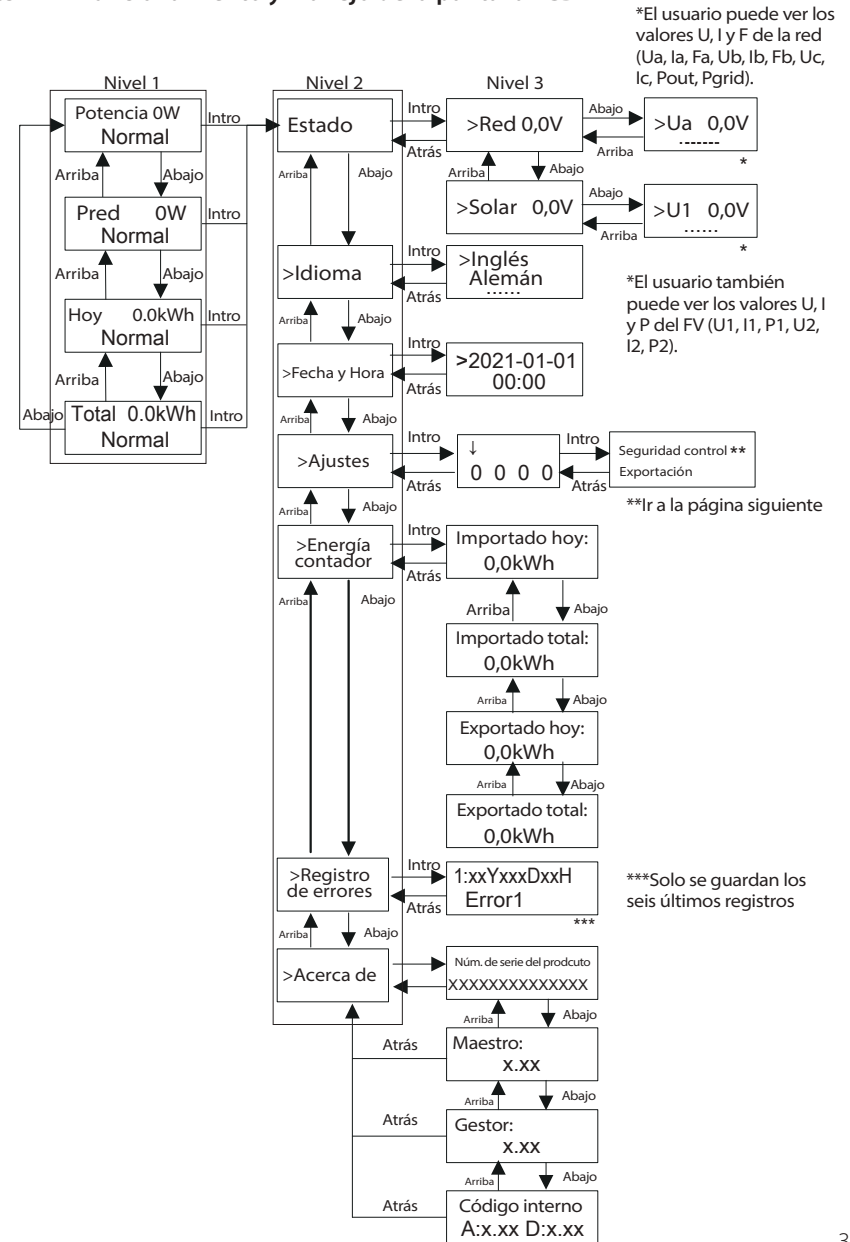 *El usuario puede ver los
valores U, I y F de la red
(Ua, Ia, Fa, Ub, Ib, Fb, Uc,
Ic, Pout, Pgrid).
Nivel 1
Nivel 2
Nivel 3
Potencia 0W
Normal
Intro
Arriba
Abajo
Pred 0W
Normal
Intro
Arriba
Abajo
Hoy 0.0kWh
Normal
Intro
Arriba
Abajo
Abajo
Total 0.0kWh
Normal
Intro
Estado
Intro
Atrás
>Red 0,0V
Abajo
Arriba
>Ua 0,0V
.-------
*
Arriba
Abajo
Arriba
Abajo
>Solar 0,0V
Abajo
Arriba
>U1 0,0V
......
*
>Idioma
Intro
Atrás
>Inglés
Alemán
......
*El usuario también
puede ver los valores U, I
y P del FV (U1, I1, P1, U2,
I2, P2).
Arriba
Abajo
>Fecha y Hora
Intro
Atrás
>2021-01-01
00:00
Arriba
Abajo
>Ajustes
Intro
Atrás
↓
0 0 0 0
Intro
Atrás
Seguridad control **
Exportación
**Ir a la página siguiente
Arriba
Abajo
>Energía
contador
Intro
Atrás
Importado hoy:
0,0kWh
Arriba
Abajo
Arriba
Abajo
Importado total:
0,0kWh
Arriba
Abajo
Exportado hoy:
0,0kWh
Arriba
Abajo
Exportado total:
0,0kWh
>Registro
de errores
Intro
Atrás
1:xxYxxxDxxH
Error1
***
***Solo se guardan los
seis últimos registros
Arriba
Abajo
>Acerca de
Núm. de serie del prodcuto
XXXXXXXXXXXXXX
Arriba
Abajo
Atrás
Maestro:
x.xx
Arriba
Abajo
Atrás
Gestor:
x.xx
Arriba
Abajo
Atrás
Código interno
A:x.xx D:x.xx
3